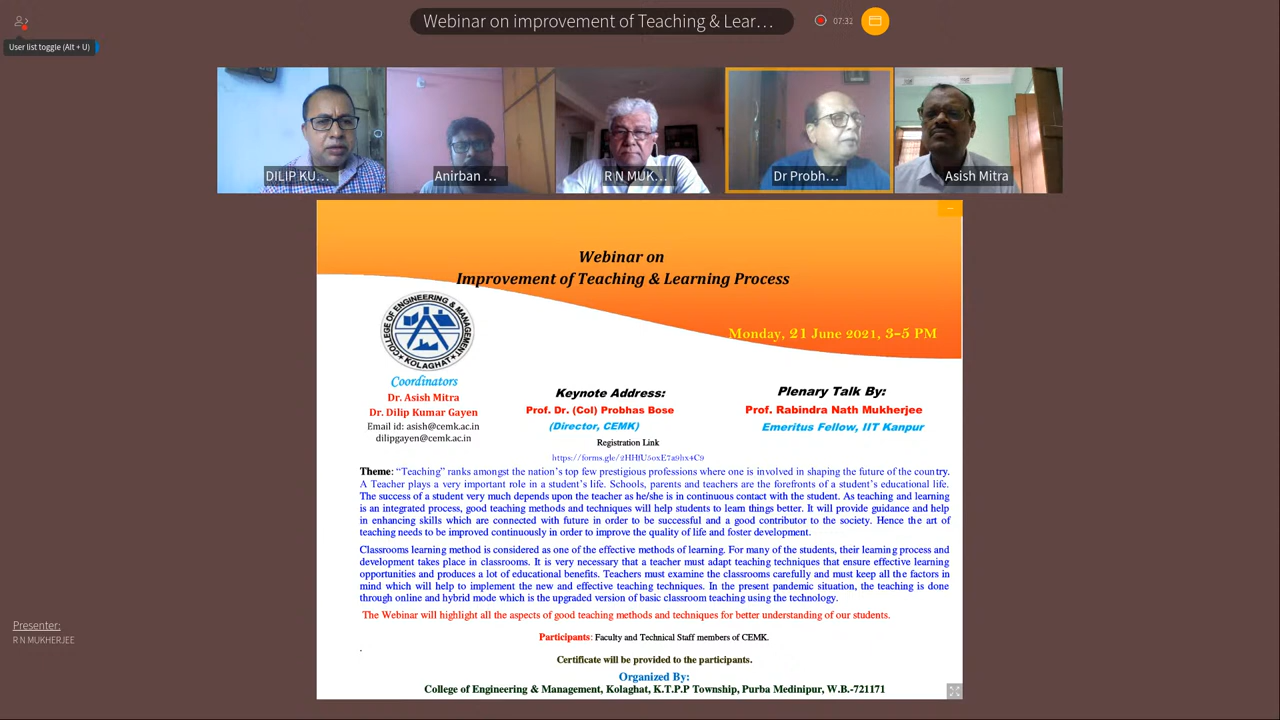 Webinar on improvement of Teaching & Lear...
07:32
User list toggle (Alt + U)
DILIP KU...
Anirban ...
R N MUK...
Dr Probh...
Asish Mitra
Webinar on
Improvement of Teaching & Learning Process
Monday, 21 June 2021, 3-5 PM
COLLEGE OF ENGINEERING & MANAGEMENT
KOLAGHAT
Coordinators
Dr. Asish Mitra
Dr. Dilip Kumar Gayen
Email id: asish@cemk.ac.in
dilipgayen@cemk.ac.in
Keynote Address:
Prof. Dr. (Col) Probhas Bose
(Director, CEMK)
Registration Link
https://forms.gle/2HHfU5oxE7a9hx4C9
Plenary Talk By:
Prof. Rabindra Nath Mukherjee
Emeritus Fellow, IIT Kanpur
Theme: “Teaching” ranks amongst the nation’s top few prestigious professions where one is involved in shaping the future of the country.
A Teacher plays a very important role in a student’s life. Schools, parents and teachers are the forefronts of a student’s educational life.
The success of a student very much depends upon the teacher as he/she is in continuous contact with the student. As teaching and learning
is an integrated process, good teaching methods and techniques will help students to learn things better. It will provide guidance and help
in enhancing skills which are connected with future in order to be successful and a good contributor to the society. Hence the art of
teaching needs to be improved continuously in order to improve the quality of life and foster development.
Classrooms learning method is considered as one of the effective methods of learning. For many of the students, their learning process and
development takes place in classrooms. It is very necessary that a teacher must adapt teaching techniques that ensure effective learning
opportunities and produces a lot of educational benefits. Teachers must examine the classrooms carefully and must keep all the factors in
mind which will help to implement the new and effective teaching techniques. In the present pandemic situation, the teaching is done
through online and hybrid mode which is the upgraded version of basic classroom teaching using the technology.
The Webinar will highlight all the aspects of good teaching methods and techniques for better understanding of our students.
Participants: Faculty and Technical Staff members of CEMK.
Certificate will be provided to the participants.
Organized By:
College of Engineering & Management, Kolaghat, K.T.P.P Township, Purba Medinipur, W.B.-721171
Presenter:
R N MUKHERJEE